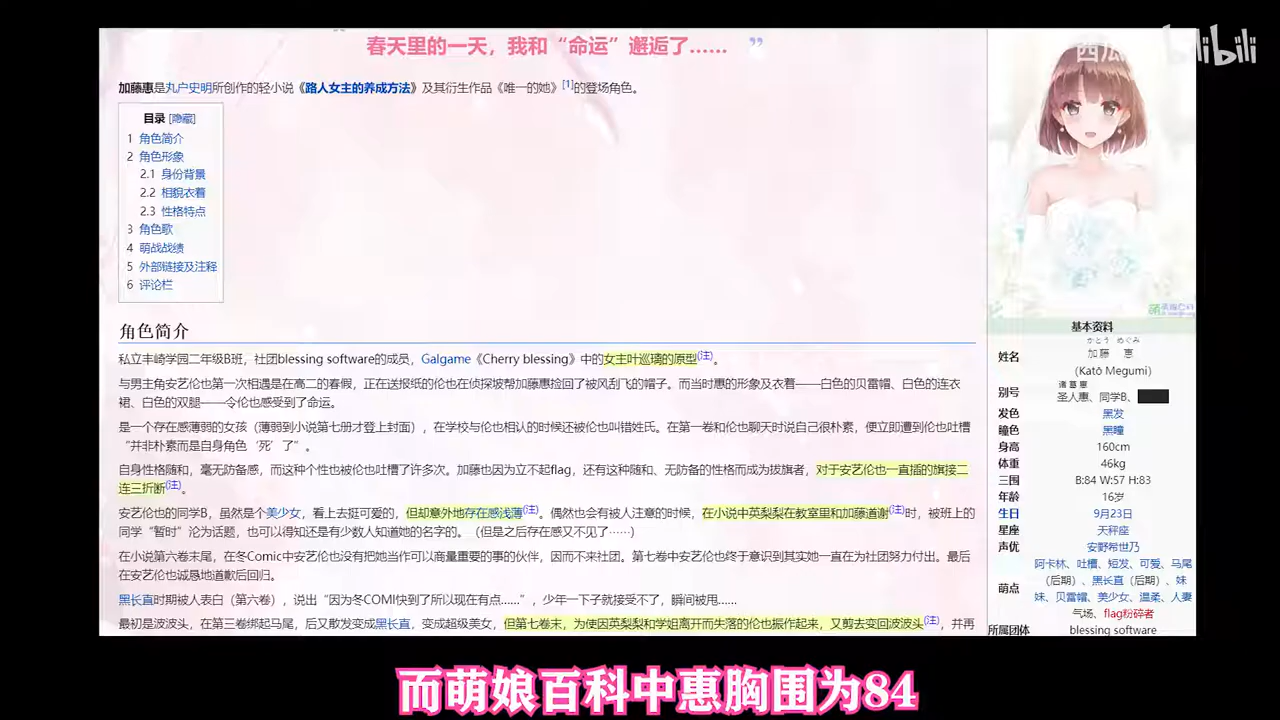 春天里的一天，我和“命运”邂逅了…… ”
西瓜
bilibili
加藤惠是丸户史明所创作的轻小说《路人女主的养成方法》及其衍生作品《唯一的她》[1]的登场角色。
目录 [隐藏]
1 角色简介
2 角色形象
2.1 身份背景
2.2 相貌衣着
2.3 性格特点
3 角色歌
4 萌战战绩
5 外部链接及注释
6 评论栏
角色简介
私立丰崎学园二年级B班，社团blessing software的成员，Galgame《Cherry blessing》中的女主叶巡璃的原型(注)。
与男主角安艺伦也第一次相遇是在高二的春假，正在送报纸的伦也在侦探坡帮加藤惠捡回了被风刮飞的帽子。而当时惠的形象及衣着——白色的贝雷帽、白色的连衣
裙、白色的双腿——令伦也感受到了命运。
是一个存在感薄弱的女孩（薄弱到小说第七册才登上封面），在学校与伦也相认的时候还被伦也叫错姓氏。在第一卷和伦也聊天时说自己很朴素，便立即遭到伦也吐槽
“并非朴素而是自身角色‘死’了”。
自身性格随和，毫无防备感，而这种个性也被伦也吐槽了许多次。加藤也因为立不起flag，还有这种随和、无防备的性格而成为拔旗者，对于安艺伦也一直插的旗接二
连三折断(注)。
安艺伦也的同学B，虽然是个美少女，看上去挺可爱的，但却意外地存在感浅薄(注)。偶然也会有被人注意的时候，在小说中英梨梨在教室里和加藤道谢(注)时，被班上的
同学“暂时”沦为话题，也可以得知还是有少数人知道她的名字的。（但是之后存在感又不见了……）
在小说第六卷末尾，在冬Comic中安艺伦也没有把她当作可以商量重要的事的伙伴，因而不来社团。第七卷中安艺伦也终于意识到其实她一直在为社团努力付出。最后
在安艺伦也诚恳地道歉后回归。
黑长直时期被人表白（第六卷），说出“因为冬COMI快到了所以现在有点……”，少年一下子就接受不了，瞬间被甩……
最初是波波头，在第三卷绑起马尾，后又散发变成黑长直，变身超级美女，但第七卷末，为使因英梨梨和学姐离开而失落的伦也振作起来，又剪去变回波波头(注)，并再
基本资料
姓名
かとう めぐみ
加藤 惠
(Katō Megumi)
别号
诸葛惠
圣人惠、同学B、
发色 黑发
瞳色 黑瞳
身高 160cm
体重 46kg
三围 B:84 W:57 H:83
年龄 16岁
生日 9月23日
星座 天秤座
声优 安野希世乃
萌点
阿卡林、吐槽、短发、可爱、马尾
（后期）、黑长直（后期）、妹
妹、贝雷帽、美少女、温柔、人妻
气场、flag粉碎者
所属团体 blessing software
而萌娘百科中惠胸围为84